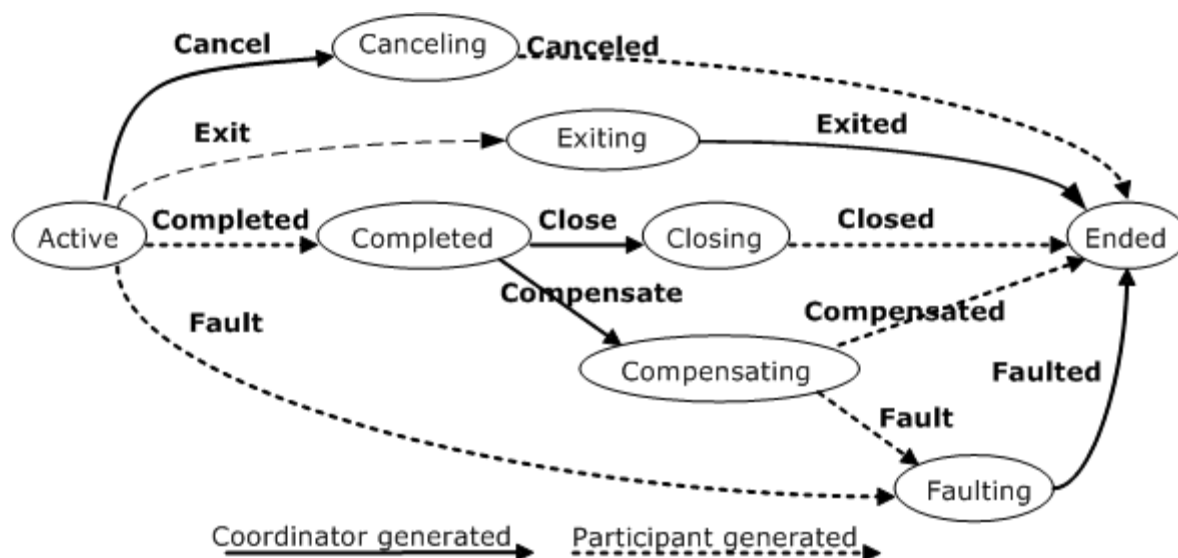 Cancel
Canceling
Canceled
Exit
Exiting
Exited
Active
Completed
Completed
Close
Closing
Closed
Ended
Compensate
Compensated
Fault
Compensating
Faulted
Fault
Faulting
Coordinator generated
Participant generated